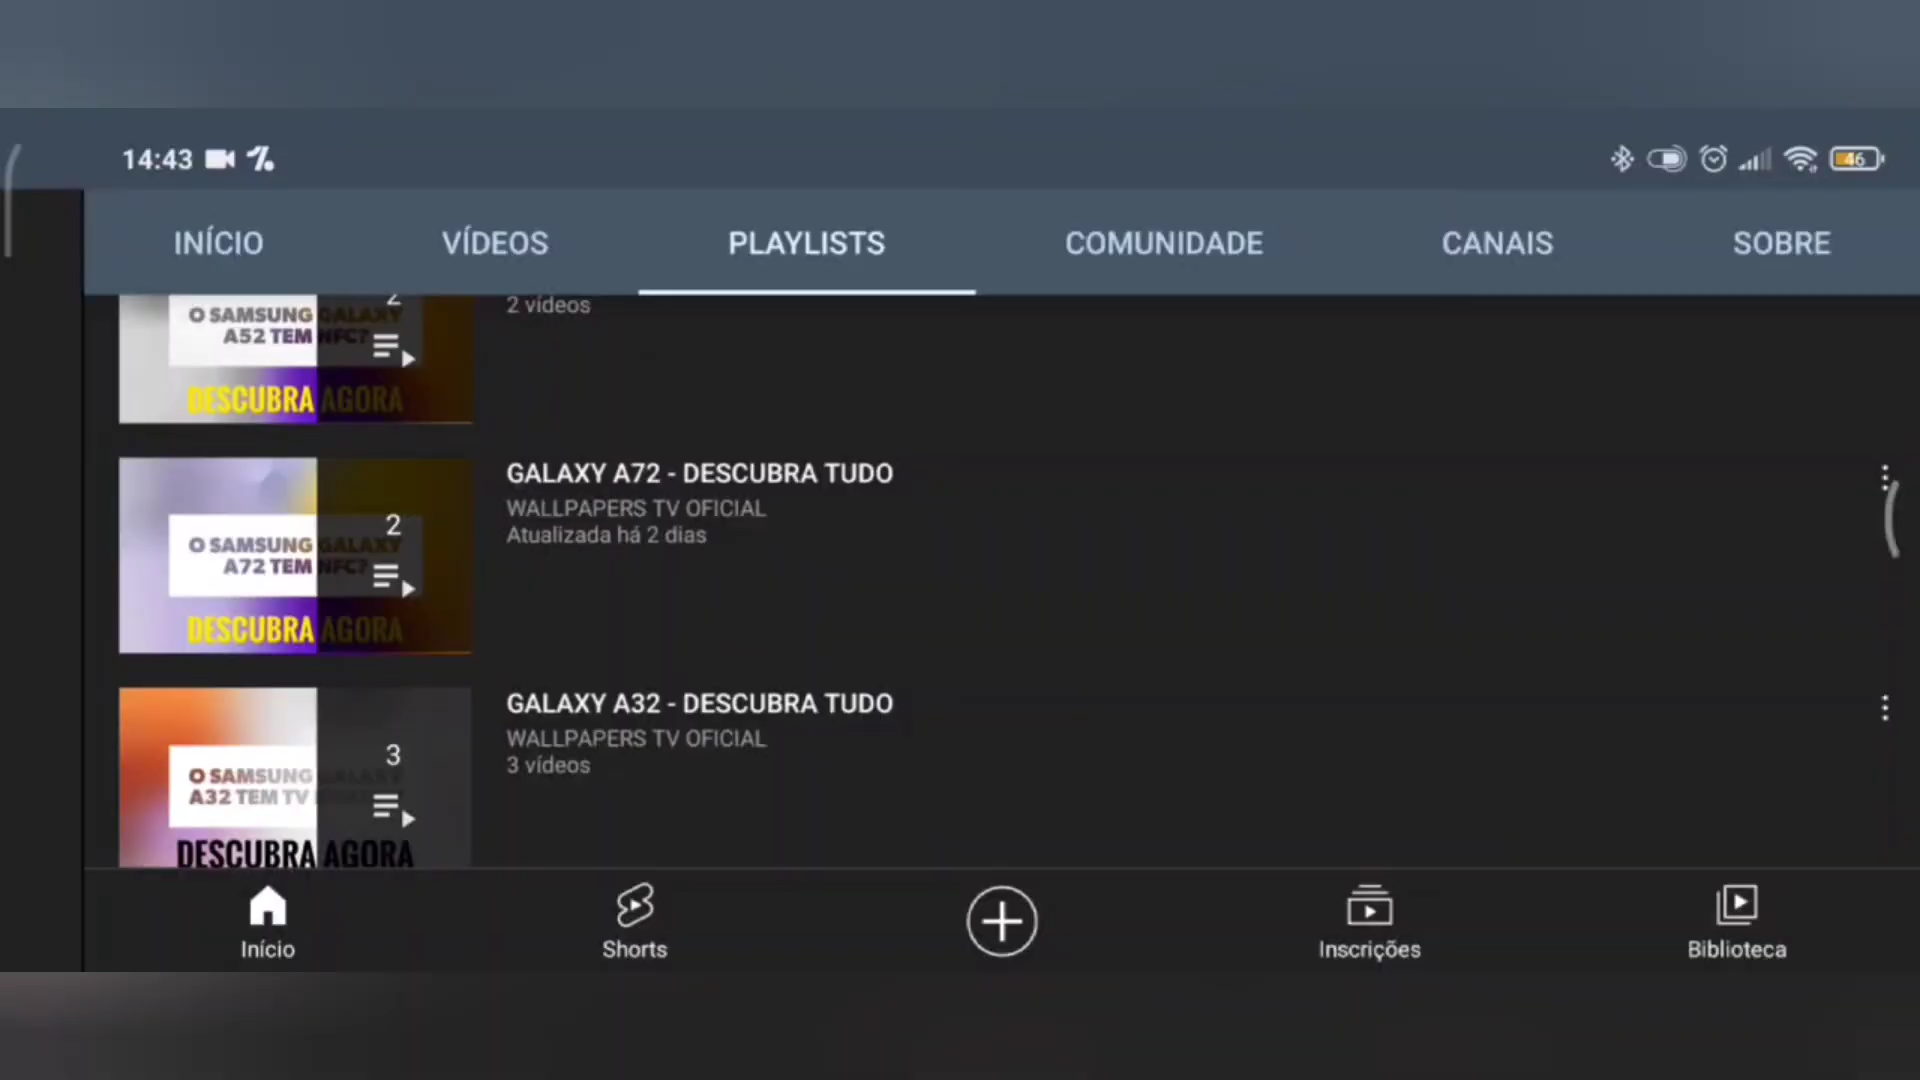 14:43
46
INÍCIO VÍDEOS PLAYLISTS COMUNIDADE CANAIS SOBRE
2
O SAMSUNG GALAXY
A52 TEM NFC?
DESCUBRA AGORA
2 vídeos
2
O SAMSUNG GALAXY
A72 TEM NFC?
DESCUBRA AGORA
GALAXY A72 - DESCUBRA TUDO
WALLPAPERS TV OFICIAL
Atualizada há 2 dias
3
O SAMSUNG
A32 TEM TV
DESCUBRA AGORA
GALAXY A32 - DESCUBRA TUDO
WALLPAPERS TV OFICIAL
3 vídeos
Início
Shorts
Inscrições
Biblioteca